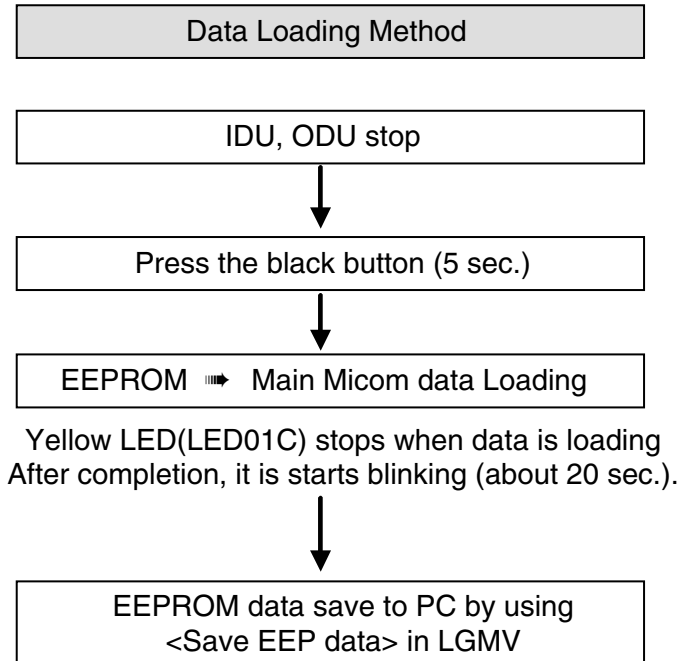 Data Loading Method
IDU, ODU stop
Press the black button (5 sec.)
EEPROM ➠ Main Micom data Loading
Yellow LED(LED01C) stops when data is loading
After completion, it is starts blinking (about 20 sec.).
EEPROM data save to PC by using
<Save EEP data> in LGMV